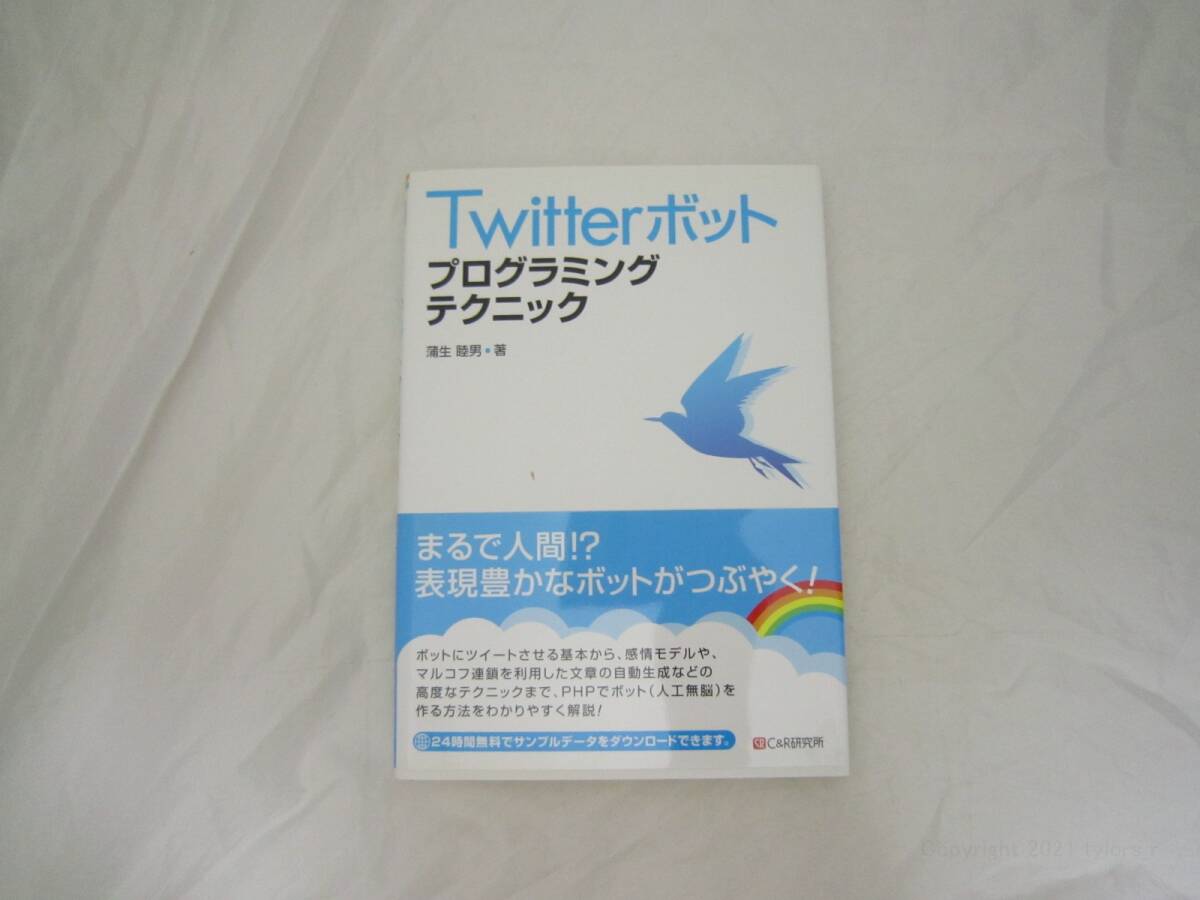 Twitterボット
プログラミング
テクニック
蒲生 睦男・著
まるで人間!?
表現豊かなボットがつぶやく!
ボットにツイートさせる基本から、感情モデルや、
マルコフ連鎖を利用した文章の自動生成などの
高度なテクニックまで、PHPでボット(人工無脳)を
作る方法をわかりやすく解説!
24時間無料でサンプルデータをダウンロードできます。
C&R研究所
©copyright 2021 tylors r